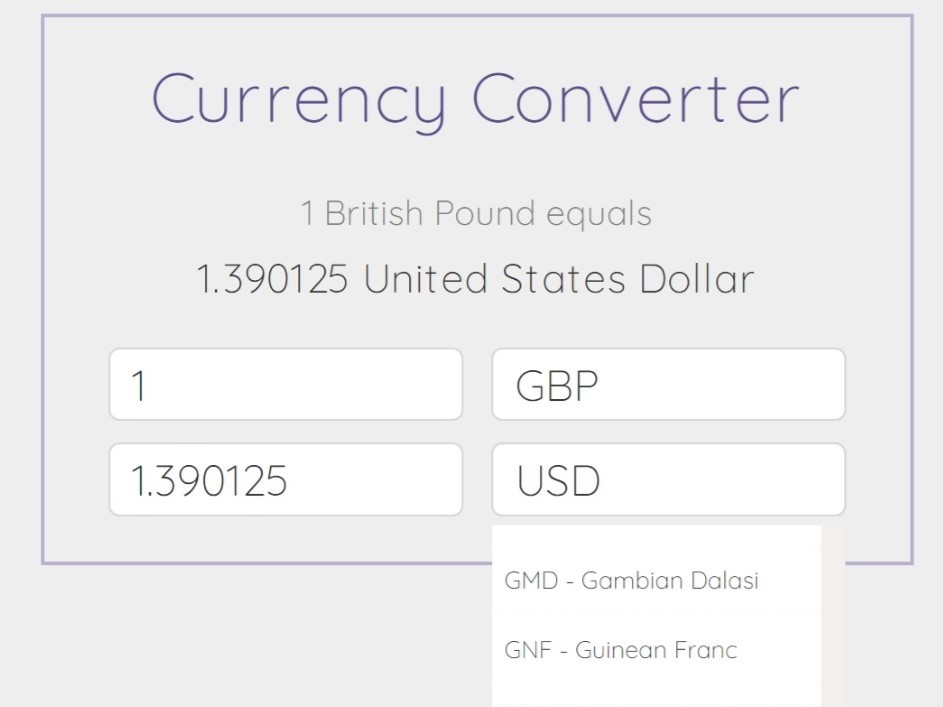 Currency Converter
1 British Pound equals
1.390125 United States Dollar
1 GBP
1.390125 USD
GMD - Gambian Dalasi
GNF - Guinean Franc